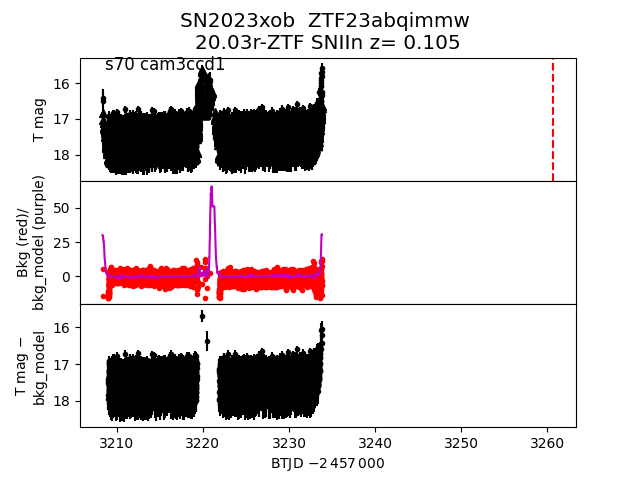 SN2023xob ZTF23abqimmw
20.03r-ZTF SNIIn z= 0.105
s70 cam3ccd1
T mag
16
17
18
Bkg (red)/
bkg_model (purple)
50
25
0
T mag −
bkg_model
16
17
18
3210 3220 3230 3240 3250 3260
BTJD −2 457 000